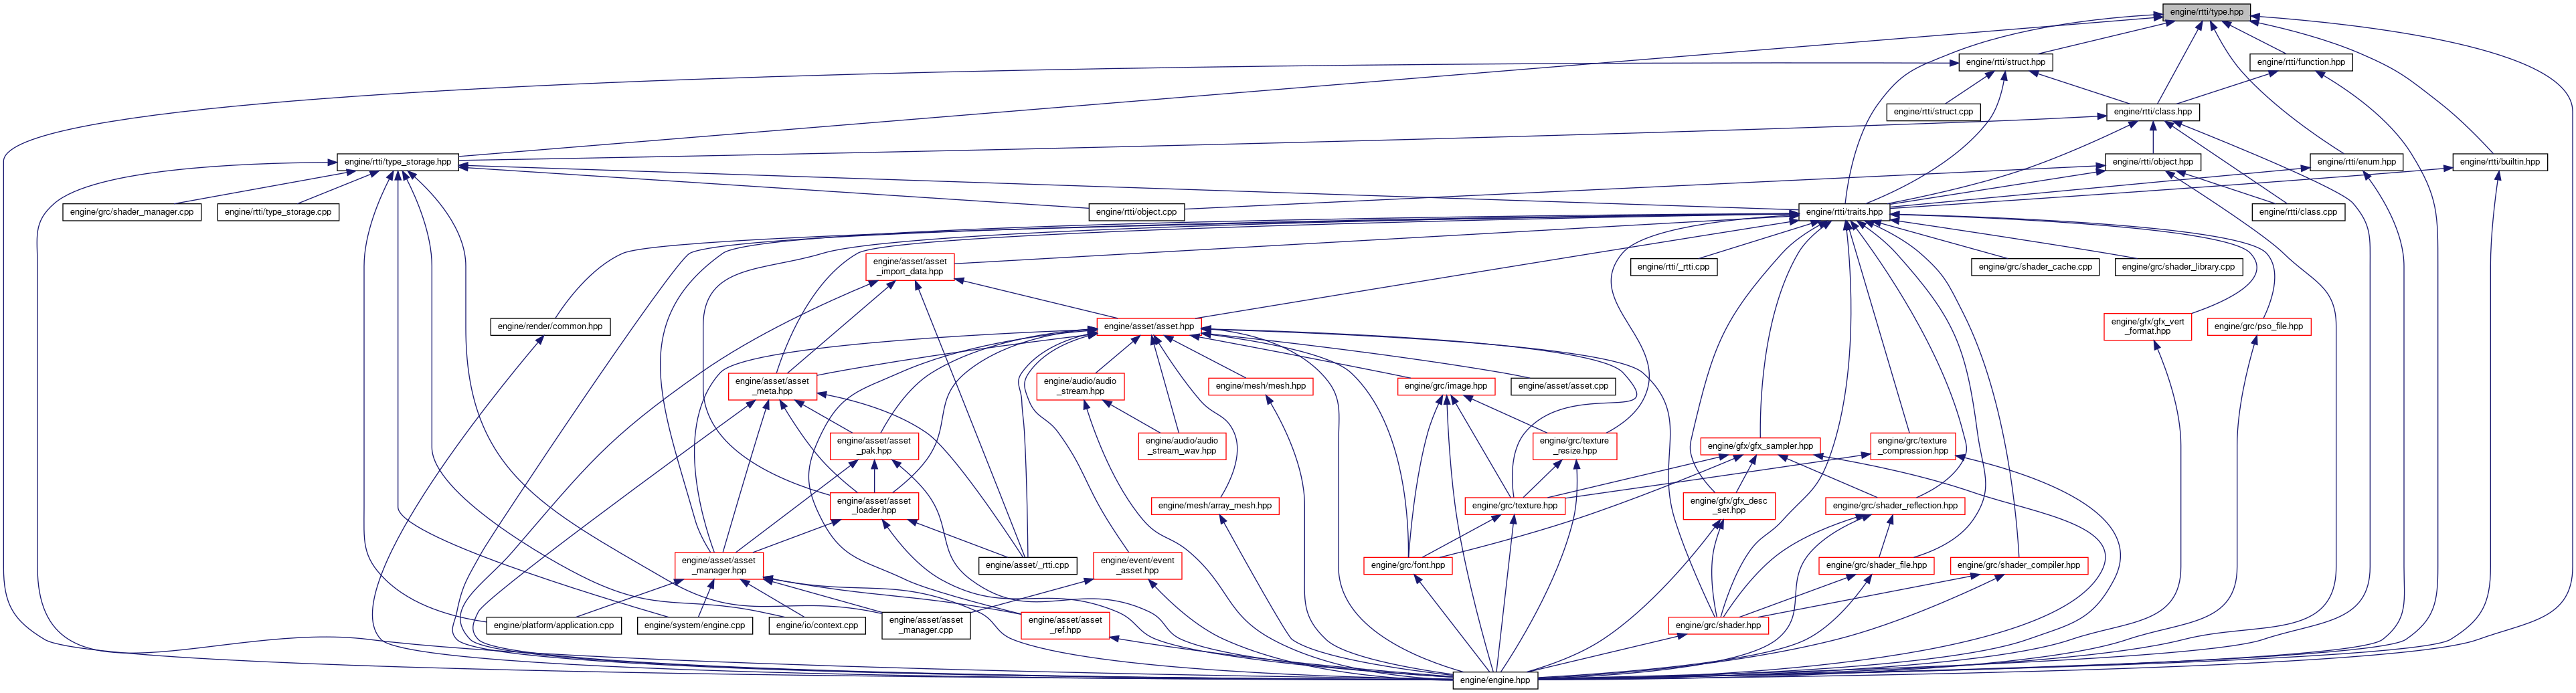 engine/rtti/type.hpp
engine/rtti/struct.hpp
engine/rtti/function.hpp
engine/rtti/struct.cpp
engine/rtti/class.hpp
engine/rtti/type_storage.hpp
engine/rtti/object.hpp
engine/rtti/enum.hpp
engine/rtti/builtin.hpp
engine/grc/shader_manager.cpp
engine/rtti/type_storage.cpp
engine/rtti/object.cpp
engine/rtti/traits.hpp
engine/rtti/class.cpp
engine/asset/asset
_import_data.hpp
engine/rtti/_rtti.cpp
engine/grc/shader_cache.cpp
engine/grc/shader_library.cpp
engine/render/common.hpp
engine/asset/asset.hpp
engine/gfx/gfx_vert
_format.hpp
engine/grc/pso_file.hpp
engine/asset/asset
_meta.hpp
engine/audio/audio
_stream.hpp
engine/mesh/mesh.hpp
engine/grc/image.hpp
engine/asset/asset.cpp
engine/asset/asset
_pak.hpp
engine/audio/audio
_stream_wav.hpp
engine/grc/texture
_resize.hpp
engine/gfx/gfx_sampler.hpp
engine/grc/texture
_compression.hpp
engine/asset/asset
_loader.hpp
engine/mesh/array_mesh.hpp
engine/grc/texture.hpp
engine/gfx/gfx_desc
_set.hpp
engine/grc/shader_reflection.hpp
engine/asset/asset
_manager.hpp
engine/asset/_rtti.cpp
engine/event/event
_asset.hpp
engine/grc/font.hpp
engine/grc/shader_file.hpp
engine/grc/shader_compiler.hpp
engine/platform/application.cpp
engine/system/engine.cpp
engine/io/context.cpp
engine/asset/asset
_manager.cpp
engine/asset/asset
_ref.hpp
engine/grc/shader.hpp
engine/engine.hpp